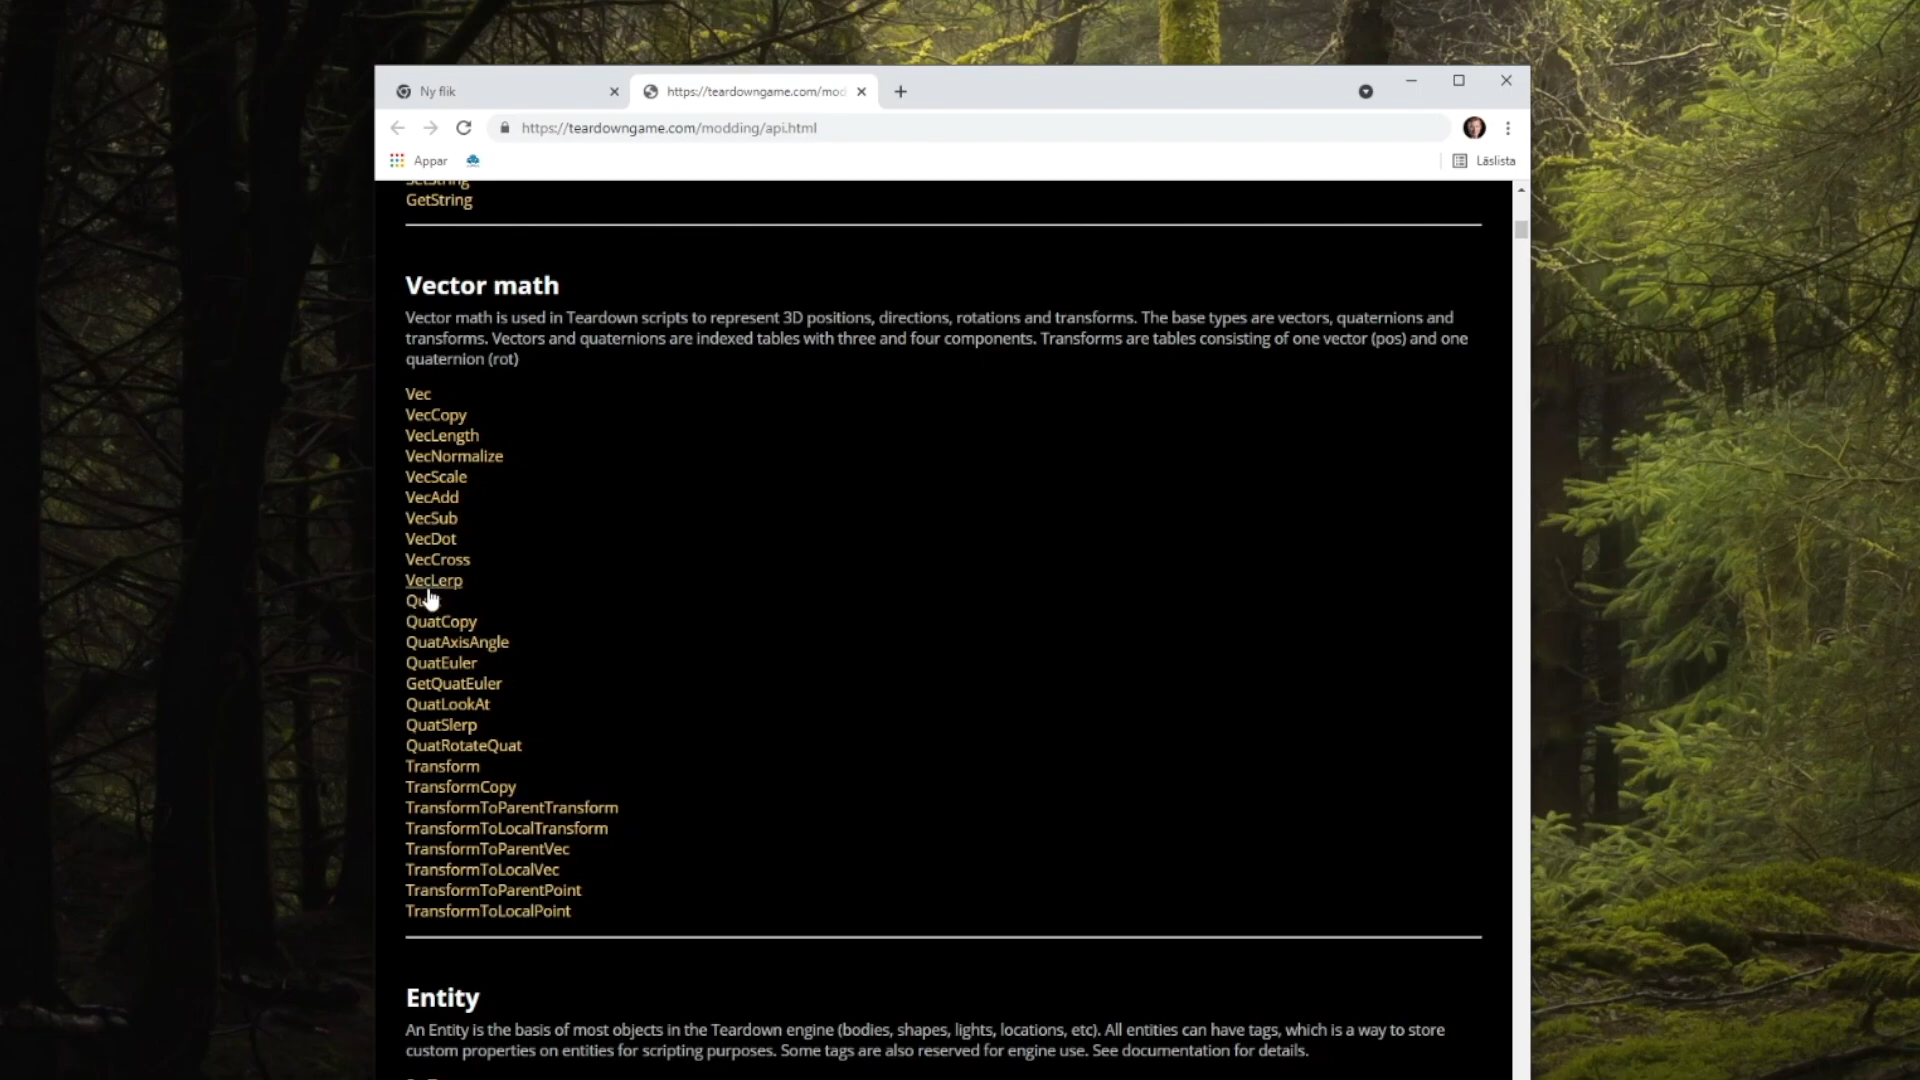 Ny flik
https://teardowngame.com/mod
https://teardowngame.com/modding/api.html
Appar
Läslista
SetString
GetString
Vector math
Vector math is used in Teardown scripts to represent 3D positions, directions, rotations and transforms. The base types are vectors, quaternions and
transforms. Vectors and quaternions are indexed tables with three and four components. Transforms are tables consisting of one vector (pos) and one
quaternion (rot)
Vec
VecCopy
VecLength
VecNormalize
VecScale
VecAdd
VecSub
VecDot
VecCross
VecLerp
QuatCopy
QuatAxisAngle
QuatEuler
GetQuatEuler
QuatLookAt
QuatSlerp
QuatRotateQuat
Transform
TransformCopy
TransformToParentTransform
TransformToLocalTransform
TransformToParentVec
TransformToLocalVec
TransformToParentPoint
TransformToLocalPoint
Entity
An Entity is the basis of most objects in the Teardown engine (bodies, shapes, lights, locations, etc). All entities can have tags, which is a way to store
custom properties on entities for scripting purposes. Some tags are also reserved for engine use. See documentation for details.